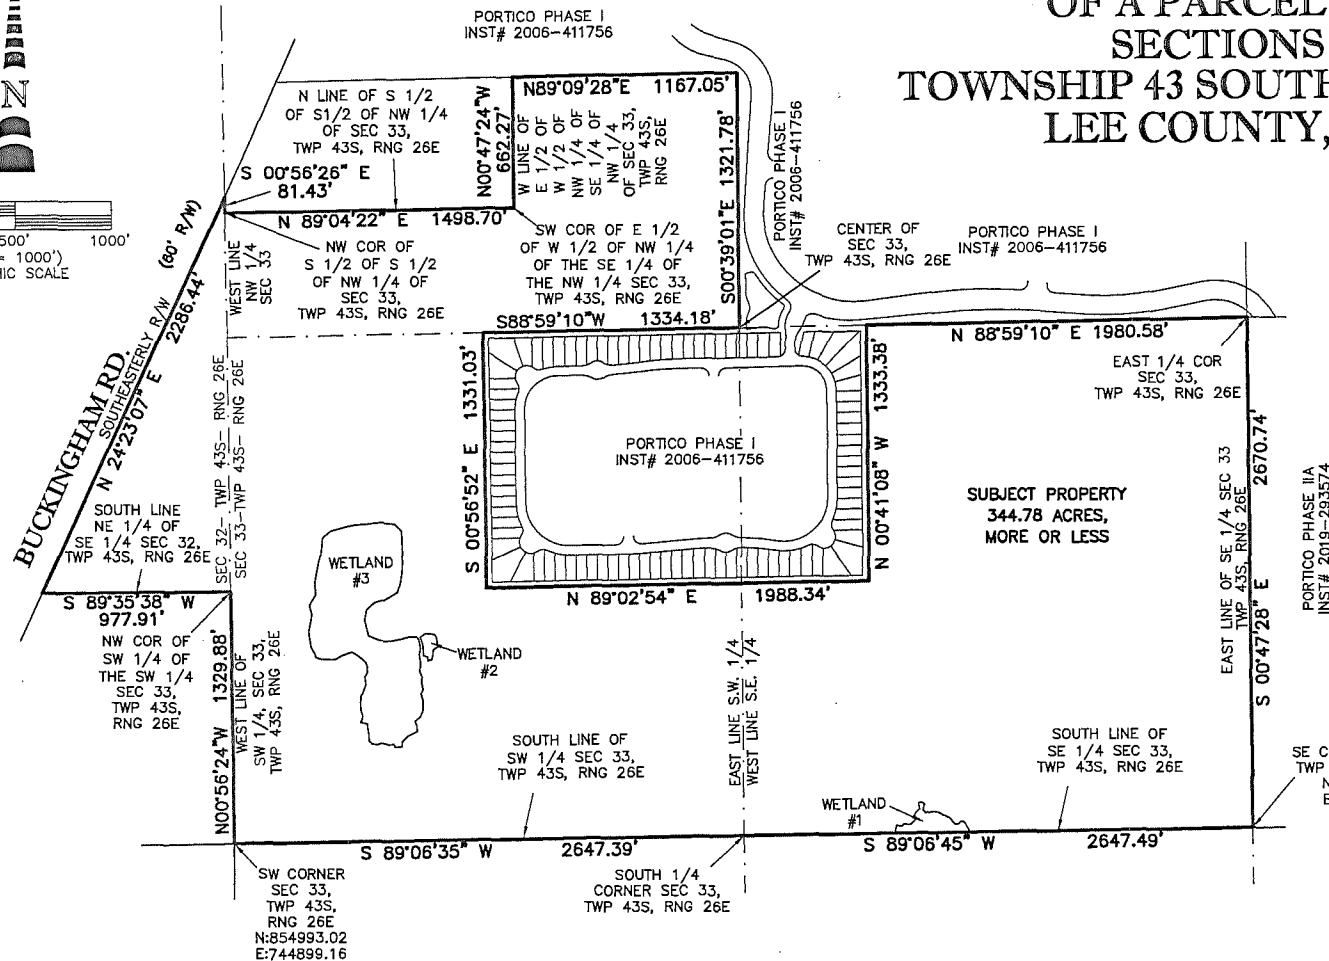 OF A PARCEL
SECTIONS
TOWNSHIP 43 SOUTH
LEE COUNTY,
N
500' 1000'
= 1000')
IC SCALE
PORTICO PHASE I
INST# 2006-411756
N LINE OF S 1/2
OF S1/2 OF NW 1/4
OF SEC 33,
TWP 43S, RNG 26E
S 00°56'26" E
81.43'
N 89°04'22" E 1498.70'
N00°47'24"W
662.27'
N89°09'28"E 1167.05'
W LINE OF
E 1/2 OF
W 1/2 OF
NW 1/4 OF
SE 1/4 OF
NW 1/4
OF SEC 33,
TWP 43S,
RNG 26E
S00°39'01"E 1321.78'
PORTICO PHASE I
INST# 2006-411756
CENTER OF
SEC 33,
TWP 43S, RNG 26E
PORTICO PHASE I
INST# 2006-411756
WEST LINE
NW 1/4
SEC 33
NW COR OF
S 1/2 OF S 1/2
OF NW 1/4 OF
SEC 33,
TWP 43S, RNG 26E
SW COR OF E 1/2
OF W 1/2 OF NW 1/4
OF THE SE 1/4 OF
THE NW 1/4 SEC 33,
TWP 43S, RNG 26E
S88°59'10"W 1334.18'
N 88°59'10" E 1980.58'
EAST 1/4 COR
SEC 33,
TWP 43S, RNG 26E
BUCKINGHAM RD.
SOUTHEASTERLY R/W (60' R/W)
N 24°23'07" E 2286.44'
SEC 32- TWP 43S- RNG 26E
SEC 33-TWP 43S- RNG 26E
S 00°56'52" E 1331.03'
PORTICO PHASE I
INST# 2006-411756
N 00°41'08" W 1333.38'
N 89°02'54" E 1988.34'
SUBJECT PROPERTY
344.78 ACRES,
MORE OR LESS
EAST LINE OF SE 1/4 SEC 33
TWP 43S, RNG 26E
S 00°47'28" E 2670.74'
PORTICO PHASE IIA
INST# 2019-293574
SOUTH LINE
NE 1/4 OF
SE 1/4 SEC 32,
TWP 43S, RNG 26E
S 89°35'38" W
977.91'
NW COR OF
SW 1/4 OF
THE SW 1/4
SEC 33,
TWP 43S,
RNG 26E
N00°56'24"W 1329.88'
WEST LINE OF
SW 1/4, SEC 33,
TWP 43S, RNG 26E
WETLAND
#3
WETLAND
#2
SOUTH LINE OF
SW 1/4 SEC 33,
TWP 43S, RNG 26E
EAST LINE S.W. 1/4
WEST LINE S.E. 1/4
WETLAND
#1
SOUTH LINE OF
SE 1/4 SEC 33,
TWP 43S, RNG 26E
SE C
TWP
N
E
S 89°06'35" W 2647.39'
S 89°06'45" W 2647.49'
SW CORNER
SEC 33,
TWP 43S,
RNG 26E
N:854993.02
E:744899.16
SOUTH 1/4
CORNER SEC 33,
TWP 43S, RNG 26E